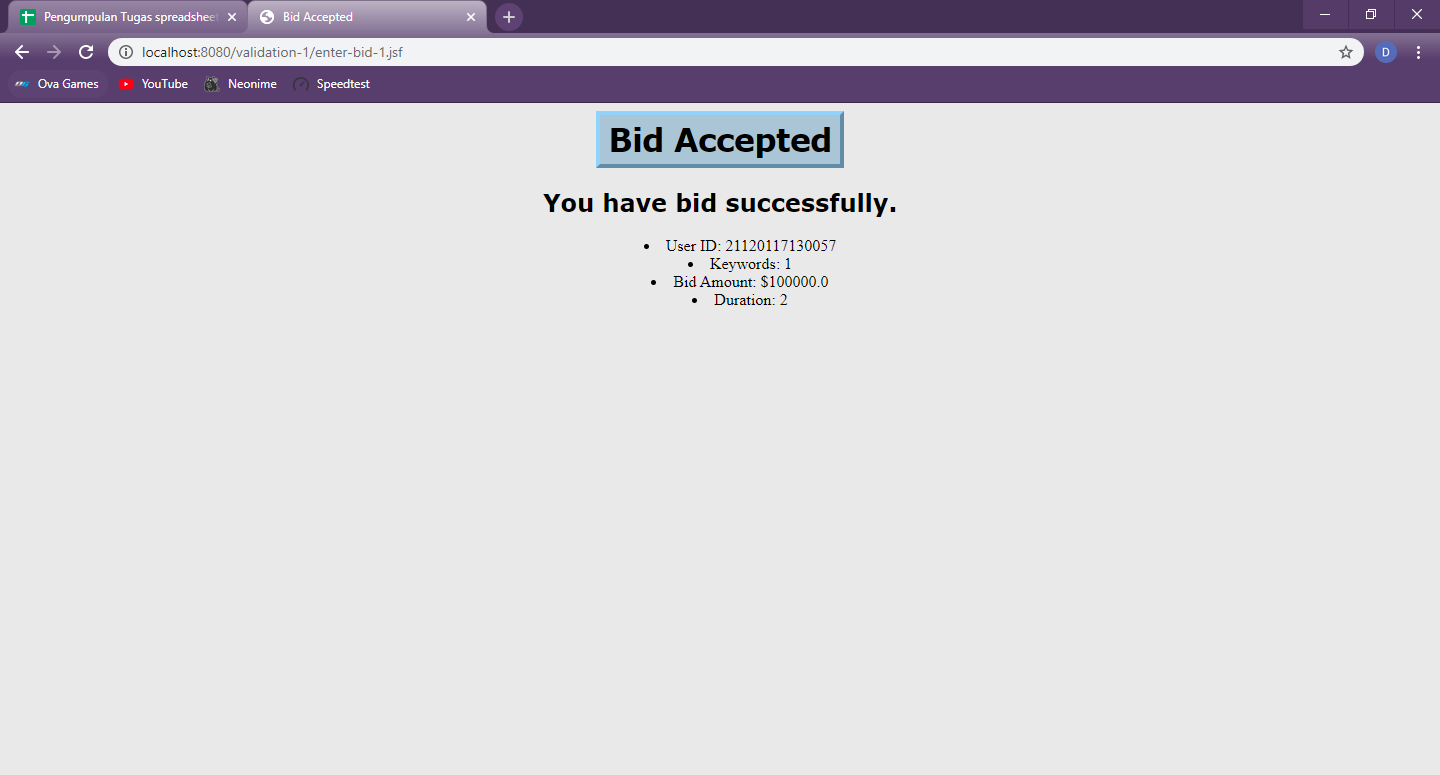 Pengumpulan Tugas spreadsheet
Bid Accepted
localhost:8080/validation-1/enter-bid-1.jsf
D
Ova Games
YouTube
Neonime
Speedtest
Bid Accepted
You have bid successfully.
• User ID: 21120117130057
• Keywords: 1
• Bid Amount: $100000.0
• Duration: 2